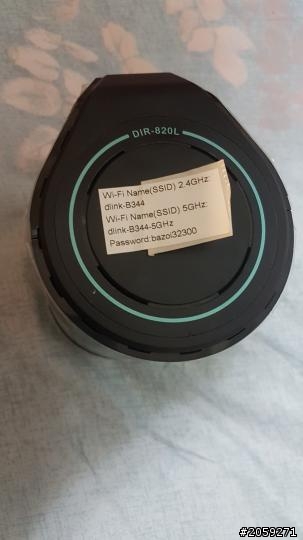 DIR-820L
Wi-Fi Name(SSID) 2.4GHz:
dlink-B344
Wi-Fi Name(SSID) 5GHz:
dlink-B344-5GHz
Password:bazoi32300
#2059271